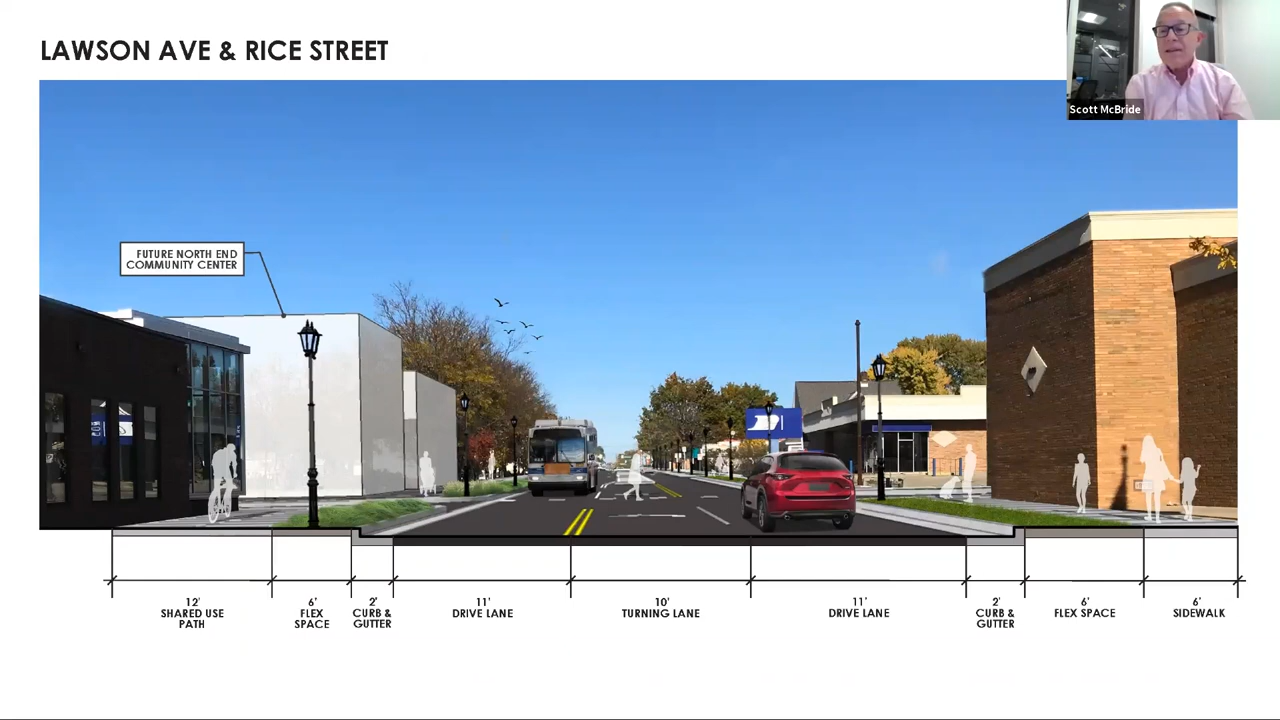 LAWSON AVE & RICE STREET
Scott McBride
FUTURE NORTH END
COMMUNITY CENTER
12'
SHARED USE
PATH
6'
FLEX
SPACE
2'
CURB &
GUTTER
11'
DRIVE LANE
10'
TURNING LANE
11'
DRIVE LANE
2'
CURB &
GUTTER
6'
FLEX SPACE
6'
SIDEWALK